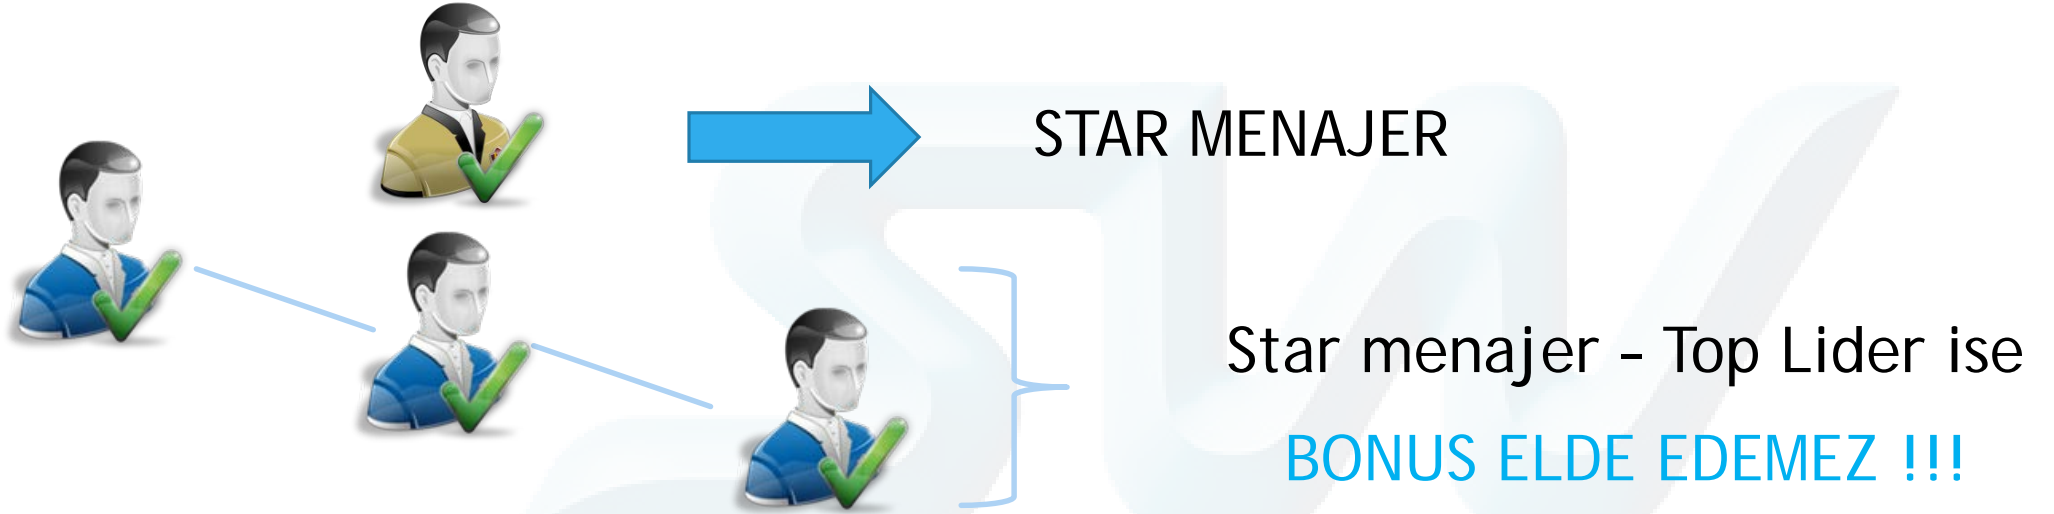 STAR MENAJER
Star menajer – Top Lider ise
BONUS ELDE EDEMEZ !!!